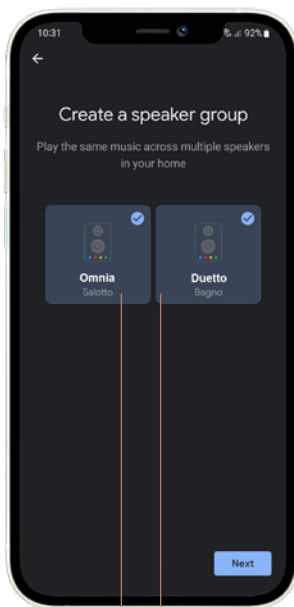 10:31 92%
Create a speaker group
Play the same music across multiple speakers
in your home
Omnia Duetto
Salotto Bagno
Next